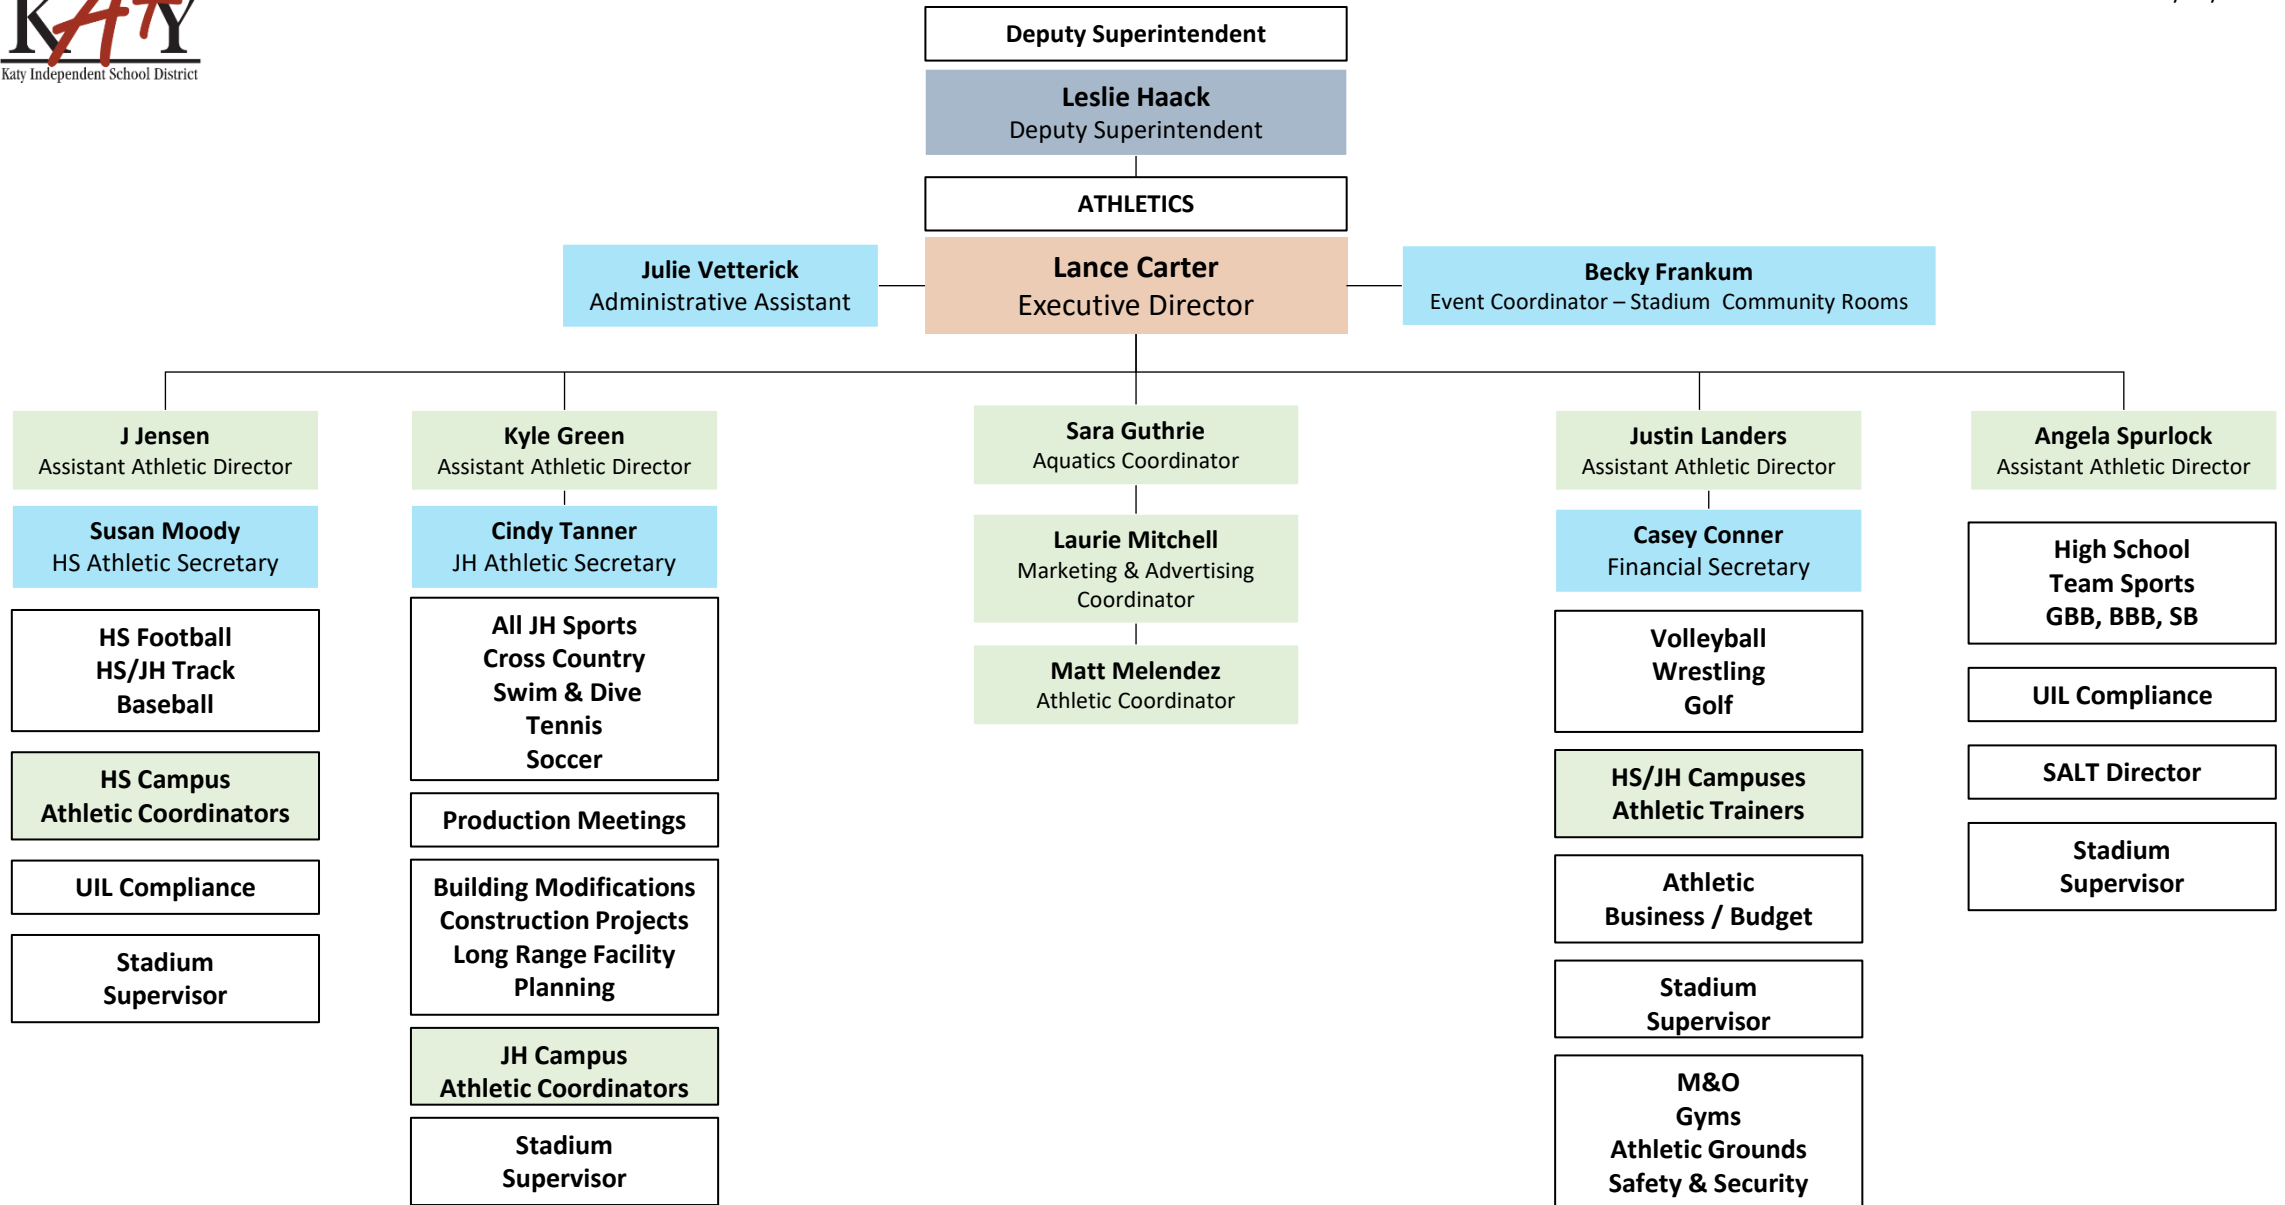 KATY
Katy Independent School District
Deputy Superintendent
Leslie Haack
Deputy Superintendent
ATHLETICS
Julie Vetterick
Administrative Assistant
Lance Carter
Executive Director
Becky Frankum
Event Coordinator – Stadium Community Rooms
J Jensen
Assistant Athletic Director
Susan Moody
HS Athletic Secretary
HS Football
HS/JH Track
Baseball
HS Campus
Athletic Coordinators
UIL Compliance
Stadium
Supervisor
Kyle Green
Assistant Athletic Director
Cindy Tanner
JH Athletic Secretary
All JH Sports
Cross Country
Swim & Dive
Tennis
Soccer
Production Meetings
Building Modifications
Construction Projects
Long Range Facility
Planning
JH Campus
Athletic Coordinators
Stadium
Supervisor
Sara Guthrie
Aquatics Coordinator
Laurie Mitchell
Marketing & Advertising
Coordinator
Matt Melendez
Athletic Coordinator
Justin Landers
Assistant Athletic Director
Casey Conner
Financial Secretary
Volleyball
Wrestling
Golf
HS/JH Campuses
Athletic Trainers
Athletic
Business / Budget
Stadium
Supervisor
M&O
Gyms
Athletic Grounds
Safety & Security
Angela Spurlock
Assistant Athletic Director
High School
Team Sports
GBB, BBB, SB
UIL Compliance
SALT Director
Stadium
Supervisor